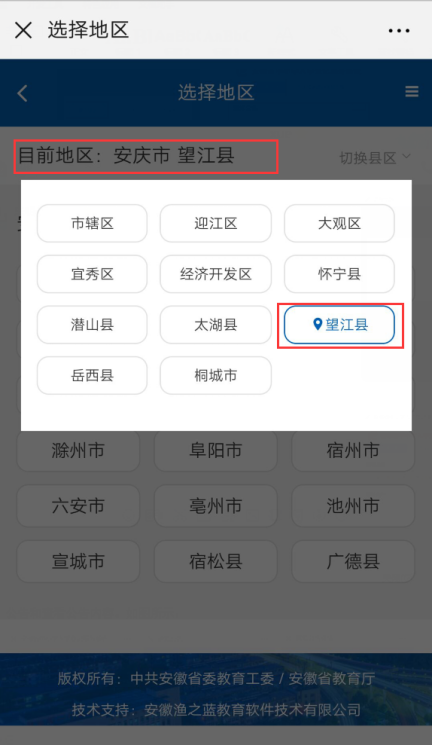 选择地区
选择地区
目前地区：安庆市 望江县
切换县区
市辖区 迎江区 大观区
宜秀区 经济开发区 怀宁县
潜山县 太湖县 望江县
岳西县 桐城市
滁州市 阜阳市 宿州市
六安市 亳州市 池州市
宣城市 宿松县 广德县
版权所有：中共安徽省委教育工委 / 安徽省教育厅
技术支持：安徽渔之蓝教育软件技术有限公司